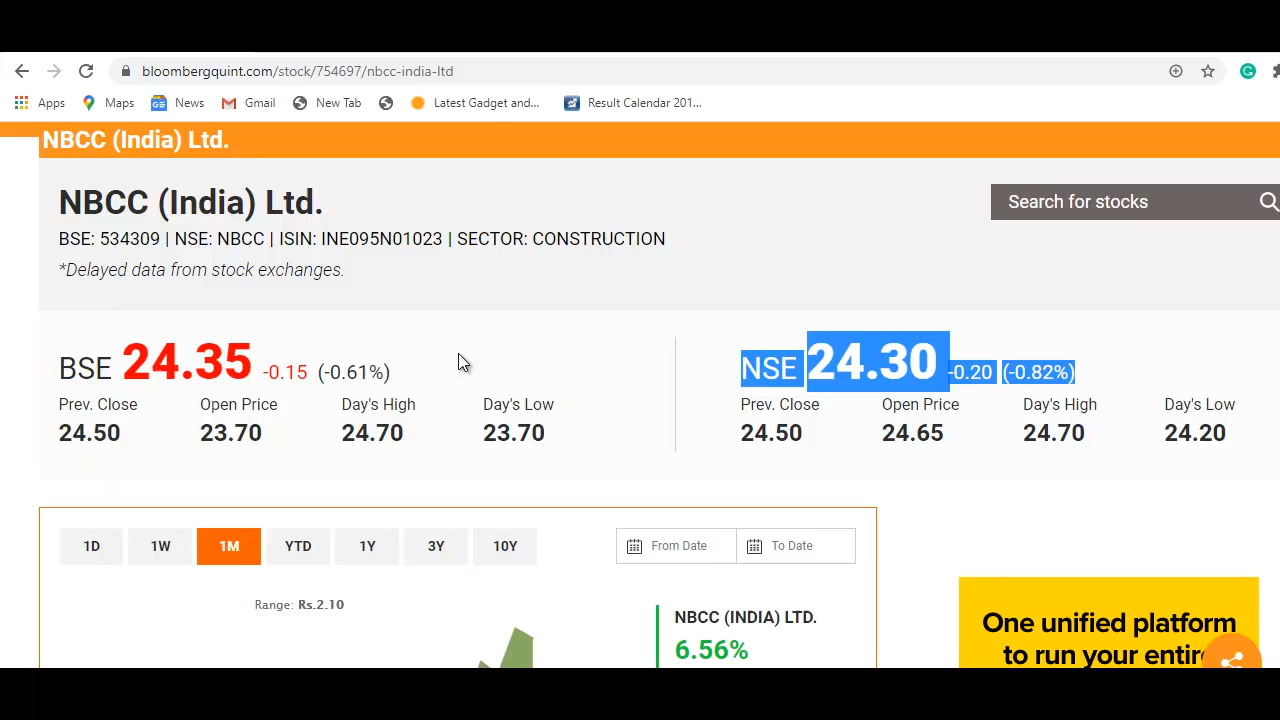 bloombergquint.com/stock/754697/nbcc-india-ltd
Apps Maps News Gmail New Tab Latest Gadget and... Result Calendar 201...
NBCC (India) Ltd.
NBCC (India) Ltd.
Search for stocks
BSE: 534309 | NSE: NBCC | ISIN: INE095N01023 | SECTOR: CONSTRUCTION
*Delayed data from stock exchanges.
BSE 24.35 -0.15 (-0.61%)
Prev. Close Open Price Day's High Day's Low
24.50 23.70 24.70 23.70
NSE 24.30 -0.20 (-0.82%)
Prev. Close Open Price Day's High Day's Low
24.50 24.65 24.70 24.20
1D 1W 1M YTD 1Y 3Y 10Y
From Date To Date
Range: Rs.2.10
NBCC (INDIA) LTD.
6.56%
One unified platform
to run your entir